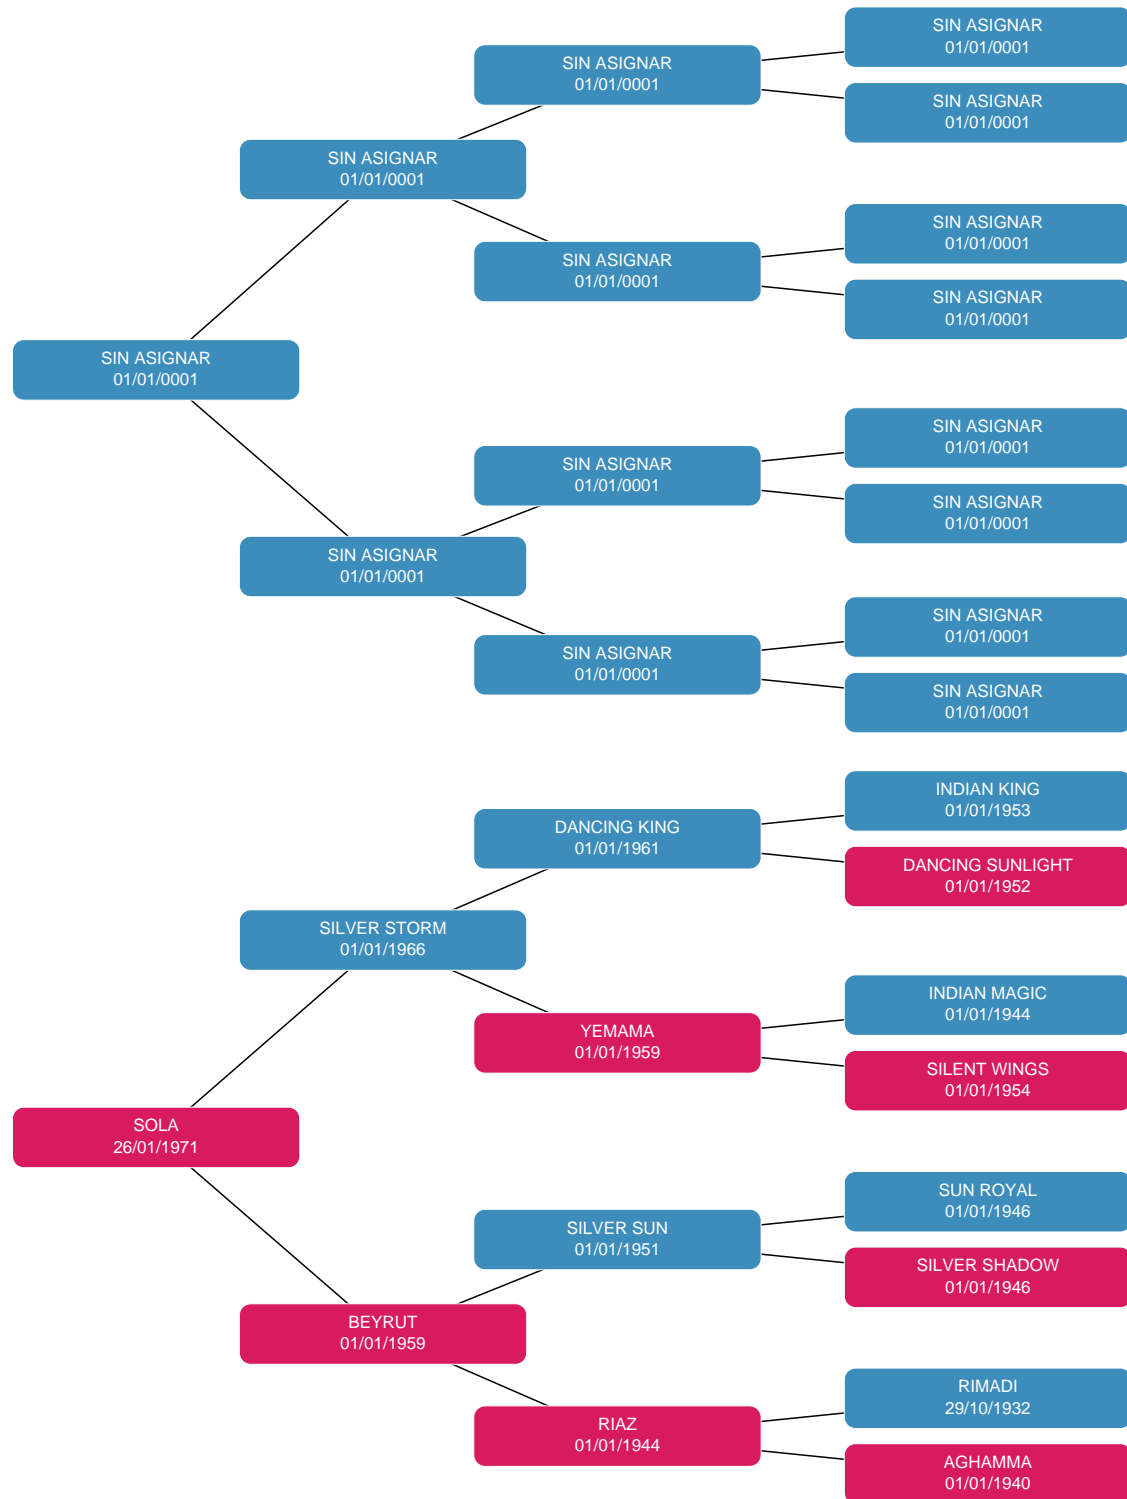 SIN ASIGNAR
01/01/0001
SIN ASIGNAR
01/01/0001
SIN ASIGNAR
01/01/0001
SIN ASIGNAR
01/01/0001
SIN ASIGNAR
01/01/0001
SIN ASIGNAR
01/01/0001
SIN ASIGNAR
01/01/0001
SIN ASIGNAR
01/01/0001
SIN ASIGNAR
01/01/0001
SIN ASIGNAR
01/01/0001
SIN ASIGNAR
01/01/0001
SIN ASIGNAR
01/01/0001
SIN ASIGNAR
01/01/0001
SIN ASIGNAR
01/01/0001
SIN ASIGNAR
01/01/0001
INDIAN KING
01/01/1953
DANCING KING
01/01/1961
DANCING SUNLIGHT
01/01/1952
SILVER STORM
01/01/1966
INDIAN MAGIC
01/01/1944
YEMAMA
01/01/1959
SILENT WINGS
01/01/1954
SOLA
26/01/1971
SUN ROYAL
01/01/1946
SILVER SUN
01/01/1951
SILVER SHADOW
01/01/1946
BEYRUT
01/01/1959
RIMADI
29/10/1932
RIAZ
01/01/1944
AGHAMMA
01/01/1940